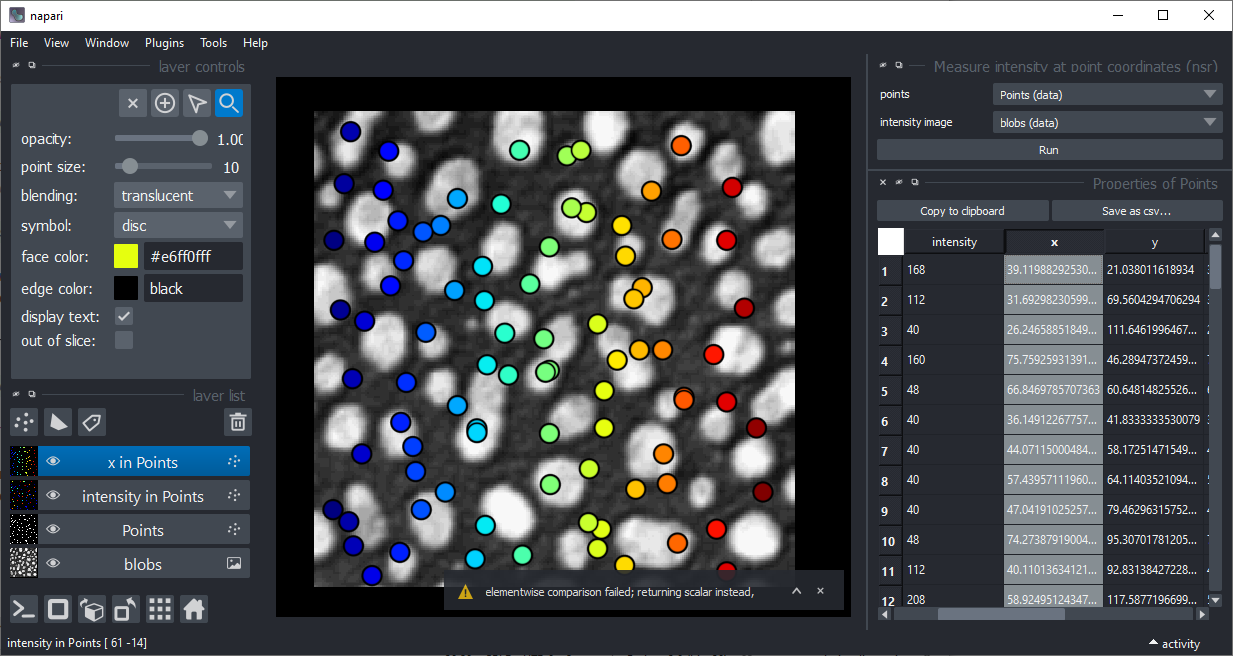 napari
File View Window Plugins Tools Help
layer controls
opacity: 1.00
point size: 10
blending: translucent
symbol: disc
face color: #e6ff0fff
edge color: black
display text:
out of slice:
layer list
x in Points
intensity in Points
Points
blobs
elementwise comparison failed; returning scalar instead,
Measure intensity at point coordinates (nsr)
points Points (data)
intensity image blobs (data)
Run
Properties of Points
Copy to clipboard Save as csv...
intensity x y
1 168 39.11988292530... 21.038011618934
2 112 31.69298230599... 69.5604294706294
3 40 26.24658851849... 111.6461996467...
4 160 75.75925931391... 46.28947372459...
5 48 66.8469785707363 60.64814825526...
6 40 36.14912267757... 41.8333333530079
7 40 44.07115000484... 58.17251471549...
8 40 57.43957111960... 64.11403521094...
9 40 47.04191025257... 79.46296315752...
10 48 74.27387919004... 95.30701781205...
11 112 40.11013634121... 92.83138427228...
12 208 58.92495124347... 117.5877196699...
intensity in Points [ 61 -14]
activity